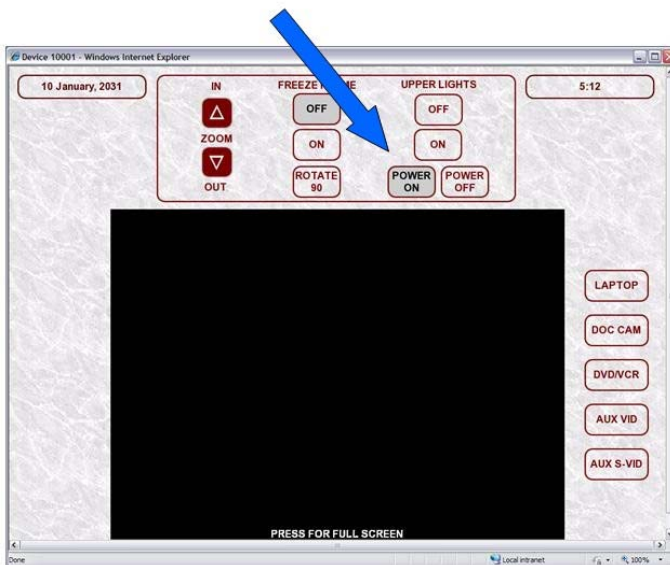 Device 10001 - Windows Internet Explorer
10 January, 2031
IN
FREEZE
UPPER LIGHTS
5:12
OFF
OFF
ZOOM
ON
ON
OUT
ROTATE
90
POWER
ON
POWER
OFF
LAPTOP
DOC CAM
DVD/VCR
AUX VID
AUX S-VID
PRESS FOR FULL SCREEN
Done
Local intranet
100%